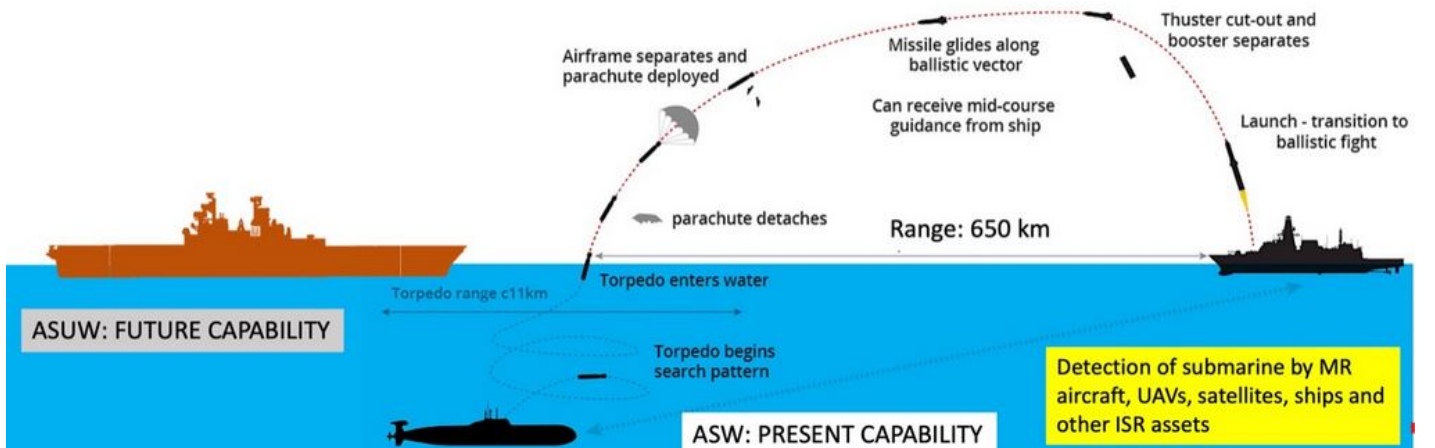 Thuster cut-out and
booster separates
Missile glides along
ballistic vector
Airframe separates and
parachute deployed
Can receive mid-course
guidance from ship
Launch - transition to
ballistic fight
parachute detaches
Range: 650 km
Torpedo enters water
Torpedo range c11km
ASUW: FUTURE CAPABILITY
Torpedo begins
search pattern
Detection of submarine by MR
aircraft, UAVs, satellites, ships and
other ISR assets
ASW: PRESENT CAPABILITY